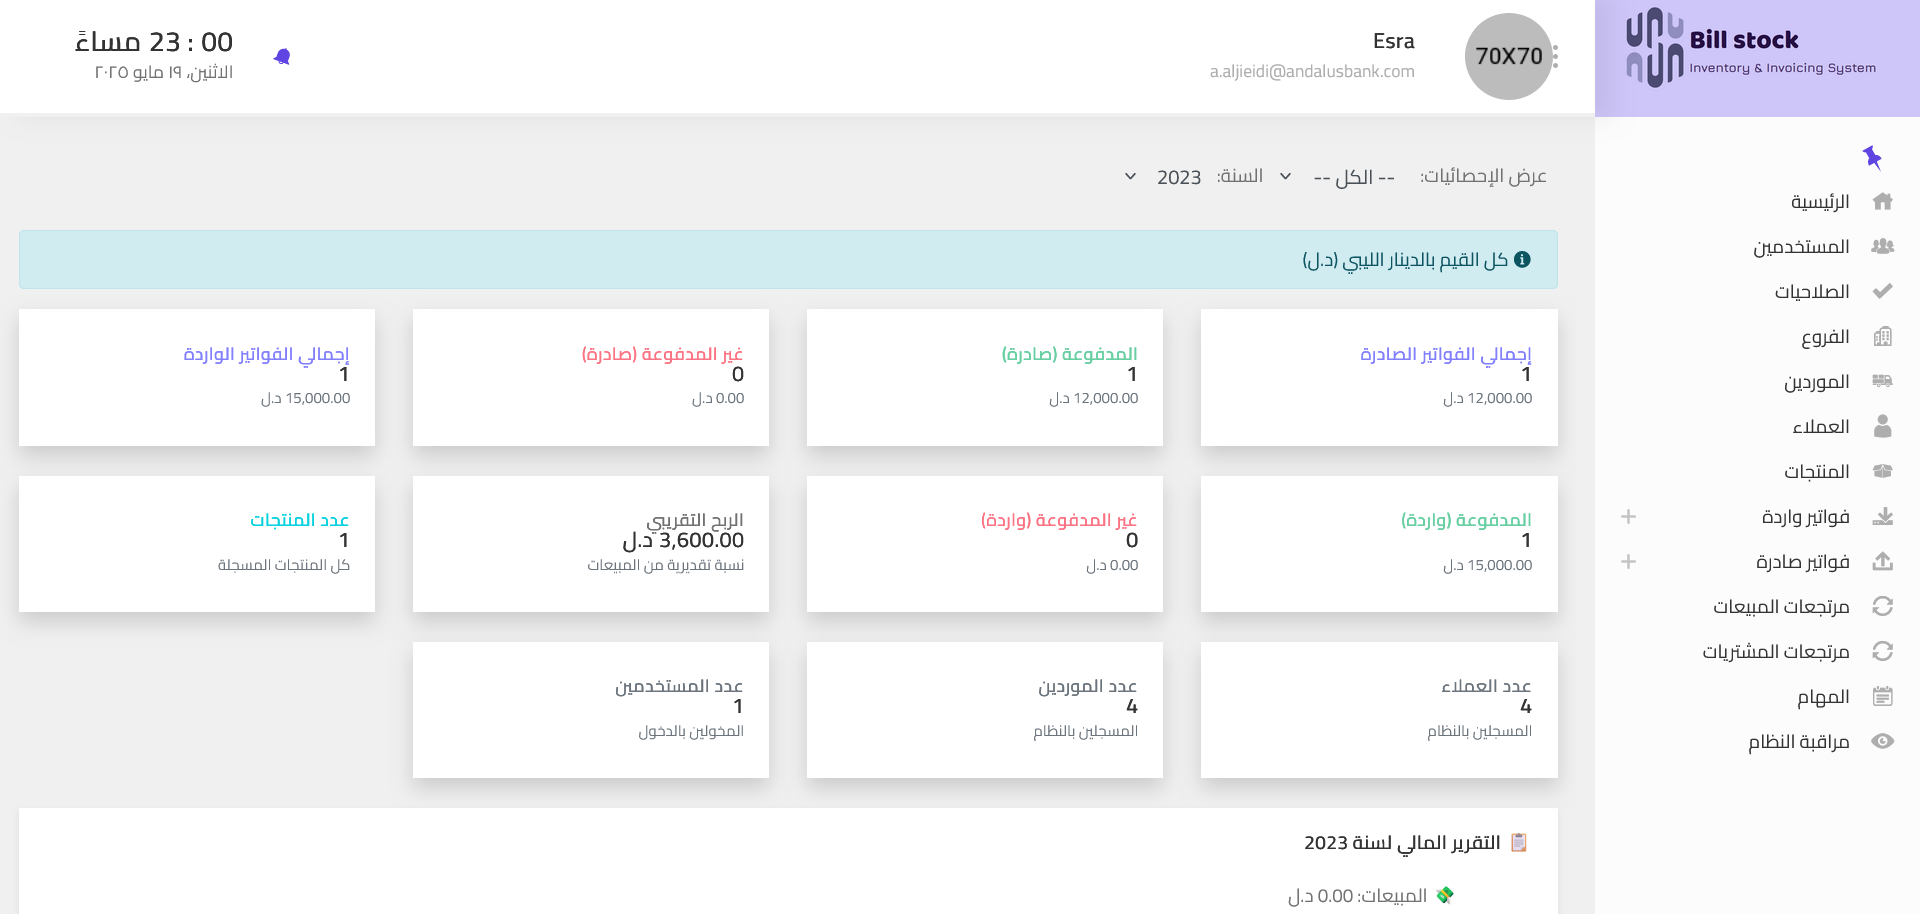 Bill stock
Inventory & Invoicing System
70X70
Esra
a.aljieidi@andalusbank.com
00 : 23 مساءً
الاثنين، ١٩ مايو ٢٠٢٥
الرئيسية
المستخدمين
الصلاحيات
الفروع
الموردين
العملاء
المنتجات
فواتير واردة
فواتير صادرة
مرتجعات المبيعات
مرتجعات المشتريات
المهام
مراقبة النظام
عرض الإحصائيات: -- الكل -- السنة: 2023
كل القيم بالدينار الليبي (د.ل)
إجمالي الفواتير الصادرة
1
12,000.00 د.ل
المدفوعة (صادرة)
1
12,000.00 د.ل
غير المدفوعة (صادرة)
0
0.00 د.ل
إجمالي الفواتير الواردة
1
15,000.00 د.ل
المدفوعة (واردة)
1
15,000.00 د.ل
غير المدفوعة (واردة)
0
0.00 د.ل
الربح التقريبي
3,600.00 د.ل
نسبة تقديرية من المبيعات
عدد المنتجات
1
كل المنتجات المسجلة
عدد العملاء
4
المسجلين بالنظام
عدد الموردين
4
المسجلين بالنظام
عدد المستخدمين
1
المخولين بالدخول
📋 التقرير المالي لسنة 2023
💸 المبيعات: 0.00 د.ل